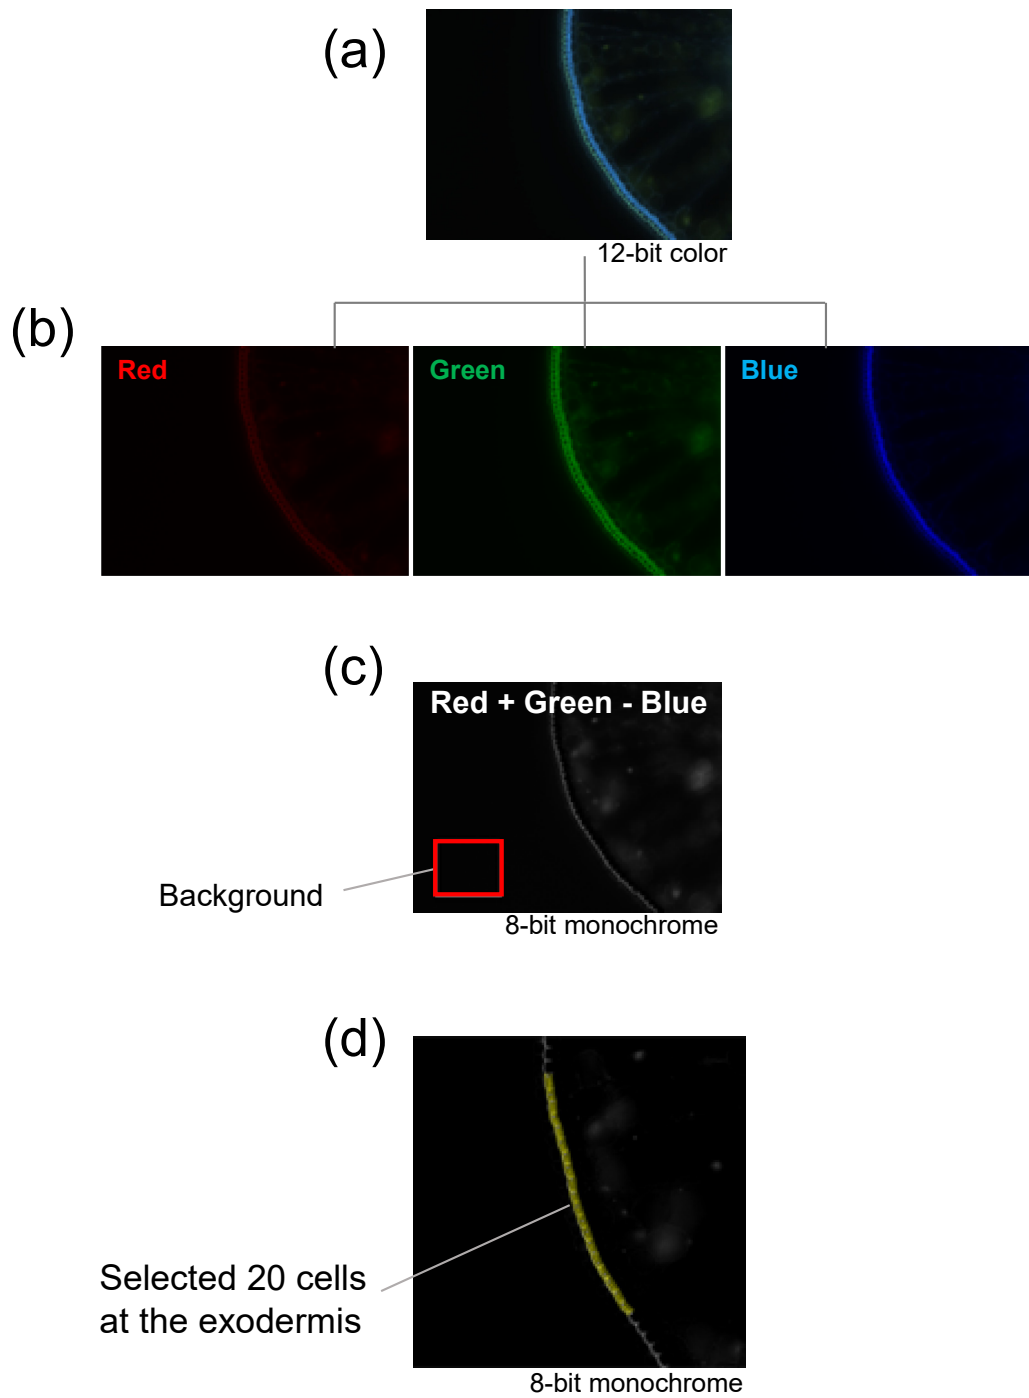 (a)
12-bit color
(b)
Red
Green
Blue
(c)
Red + Green - Blue
Background
8-bit monochrome
(d)
Selected 20 cells
at the exodermis
8-bit monochrome